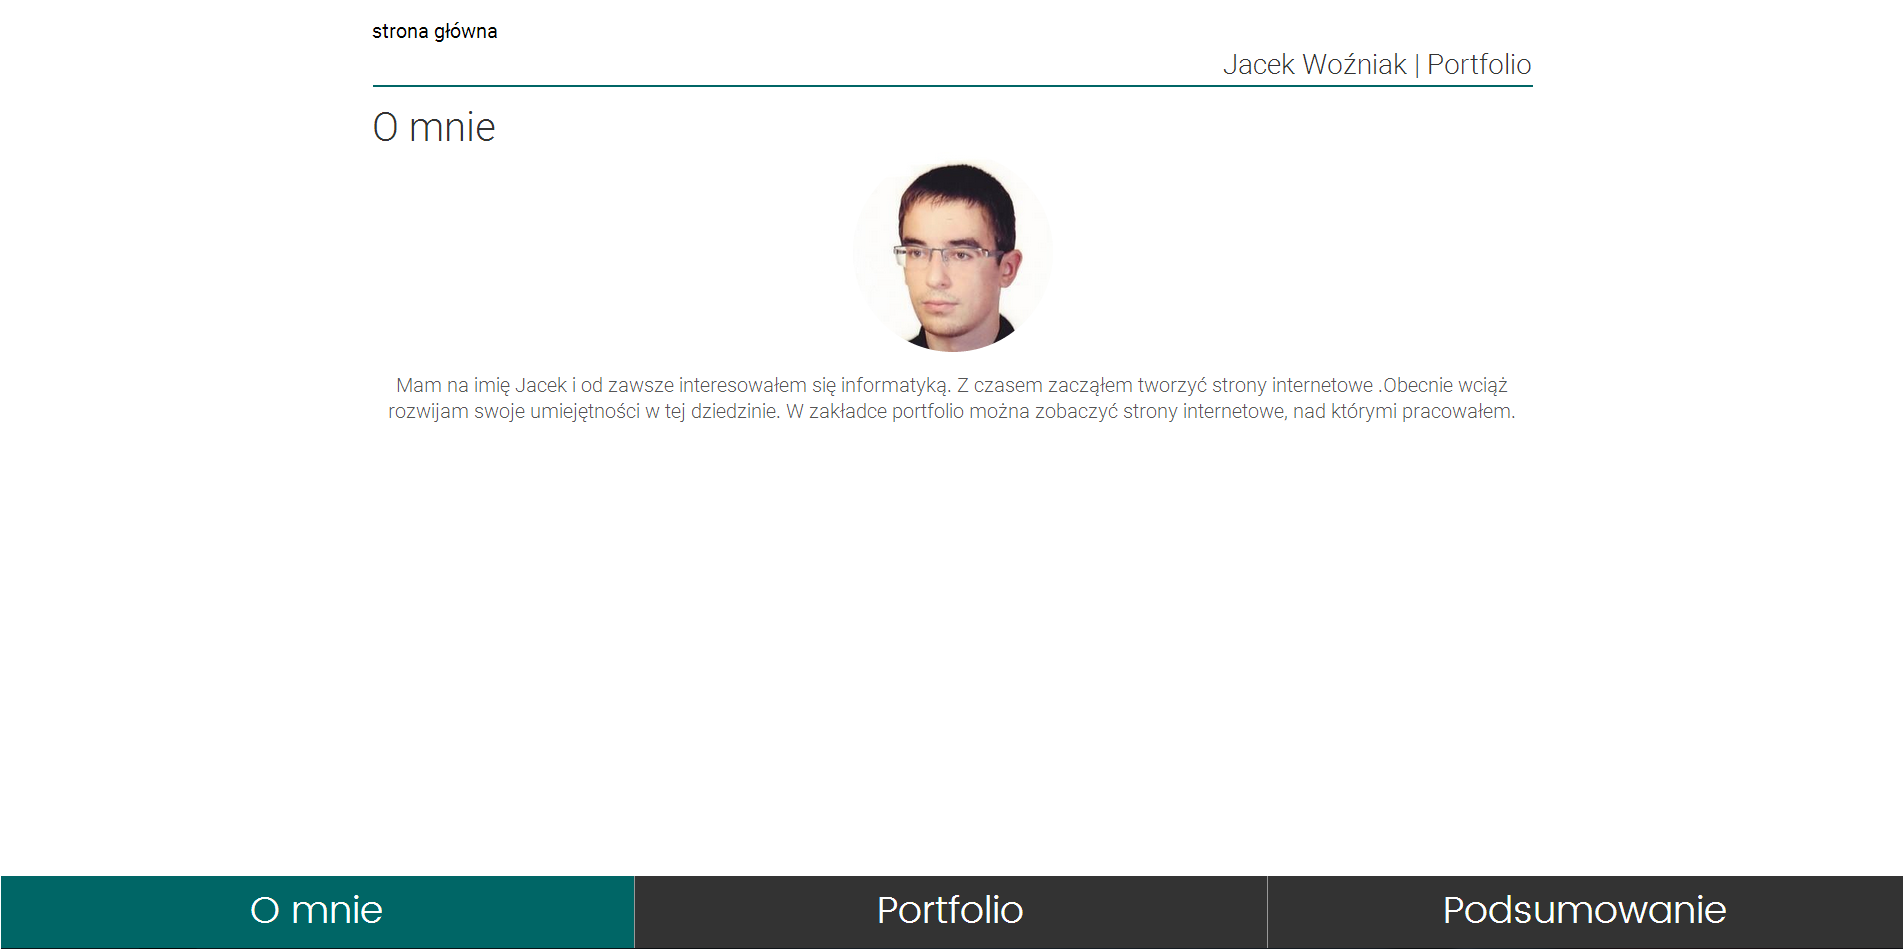 strona główna
Jacek Woźniak | Portfolio
O mnie
Mam na imię Jacek i od zawsze interesowałem się informatyką. Z czasem zacząłem tworzyć strony internetowe .Obecnie wciąż
rozwijam swoje umiejętności w tej dziedzinie. W zakładce portfolio można zobaczyć strony internetowe, nad którymi pracowałem.
O mnie
Portfolio
Podsumowanie